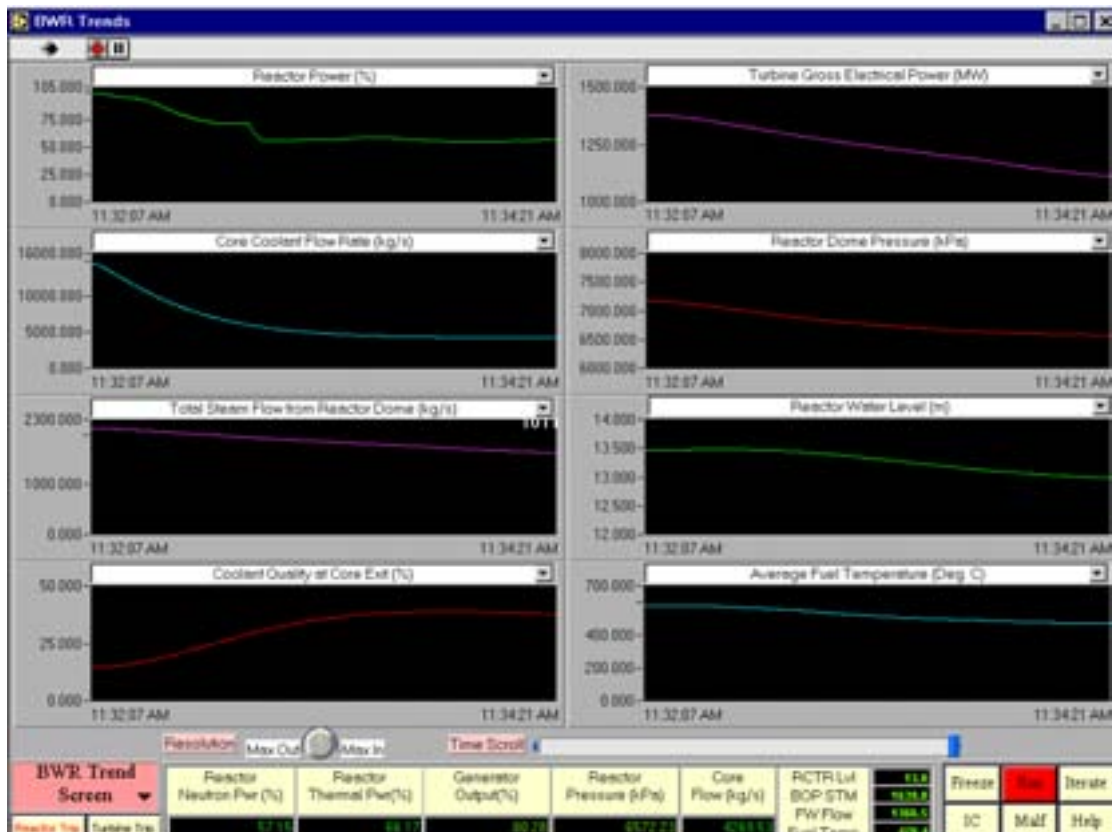 BWR Trends
Reactor Power (%)
105.000
75.000
50.000
25.000
0.000
11:32:07 AM 11:34:21 AM
Turbine Gross Electrical Power (MW)
1500.000
1250.000
1000.000
11:32:07 AM 11:34:21 AM
Core Coolant Flow Rate (kg/s)
16000.000
10000.000
5000.000
0.000
11:32:07 AM 11:34:21 AM
Reactor Dome Pressure (kPa)
8000.000
7500.000
7000.000
6500.000
6000.000
11:32:07 AM 11:34:21 AM
Total Steam Flow from Reactor Dome (kg/s)
2300.000
1000.000
0.000
11:32:07 AM 11:34:21 AM
Reactor Water Level (m)
14.000
13.500
13.000
12.500
12.000
11:32:07 AM 11:34:21 AM
Coolant Quality at Core Exit (%)
50.000
25.000
0.000
11:32:07 AM 11:34:21 AM
Average Fuel Temperature (Deg. C)
700.000
400.000
200.000
0.000
11:32:07 AM 11:34:21 AM
Resolution Max Out Max In Time Scroll
BWR Trend
Screen
Reactor
Neutron Pwr (%)
57.15
Reactor
Thermal Pwr(%)
Generator
Output(%)
80.28
Reactor
Pressure (kPa)
6572.23
Core
Flow (kg/s)
RCTR Lvl
BOP STM
FW Flow
Fuel Temp
Freeze Run Iterate
IC Malf Help
Reactor Trip Turbine Trip